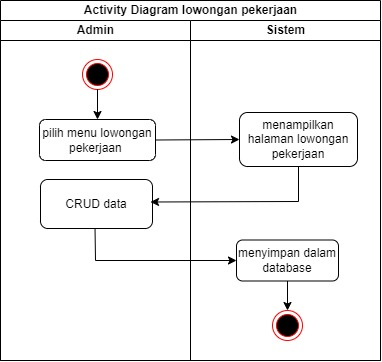 Activity Diagram lowongan pekerjaan
Admin
Sistem
pilih menu lowongan
pekerjaan
menampilkan
halaman lowongan
pekerjaan
CRUD data
menyimpan dalam
database